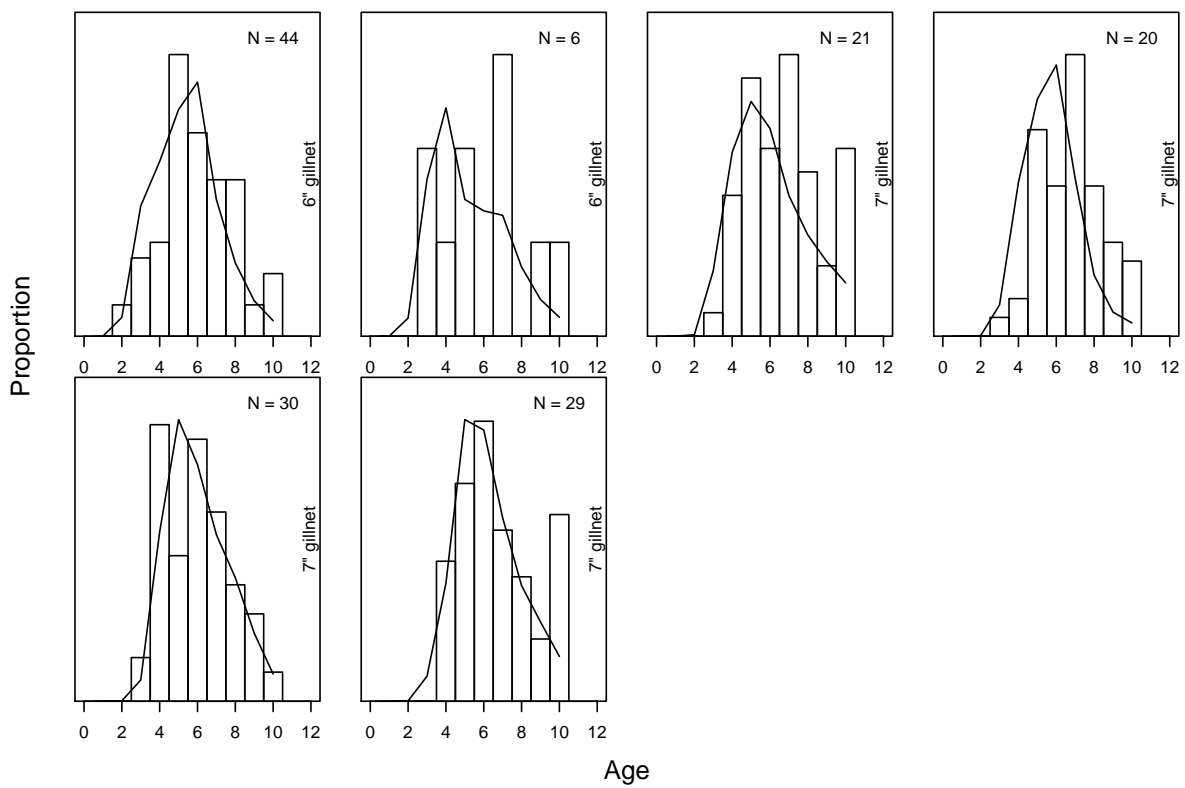 N = 44
6" gillnet
0 2 4 6 8 10 12
N = 6
6" gillnet
0 2 4 6 8 10 12
N = 21
7" gillnet
0 2 4 6 8 10 12
N = 20
7" gillnet
0 2 4 6 8 10 12
Proportion
N = 30
7" gillnet
0 2 4 6 8 10 12
N = 29
7" gillnet
0 2 4 6 8 10 12
Age